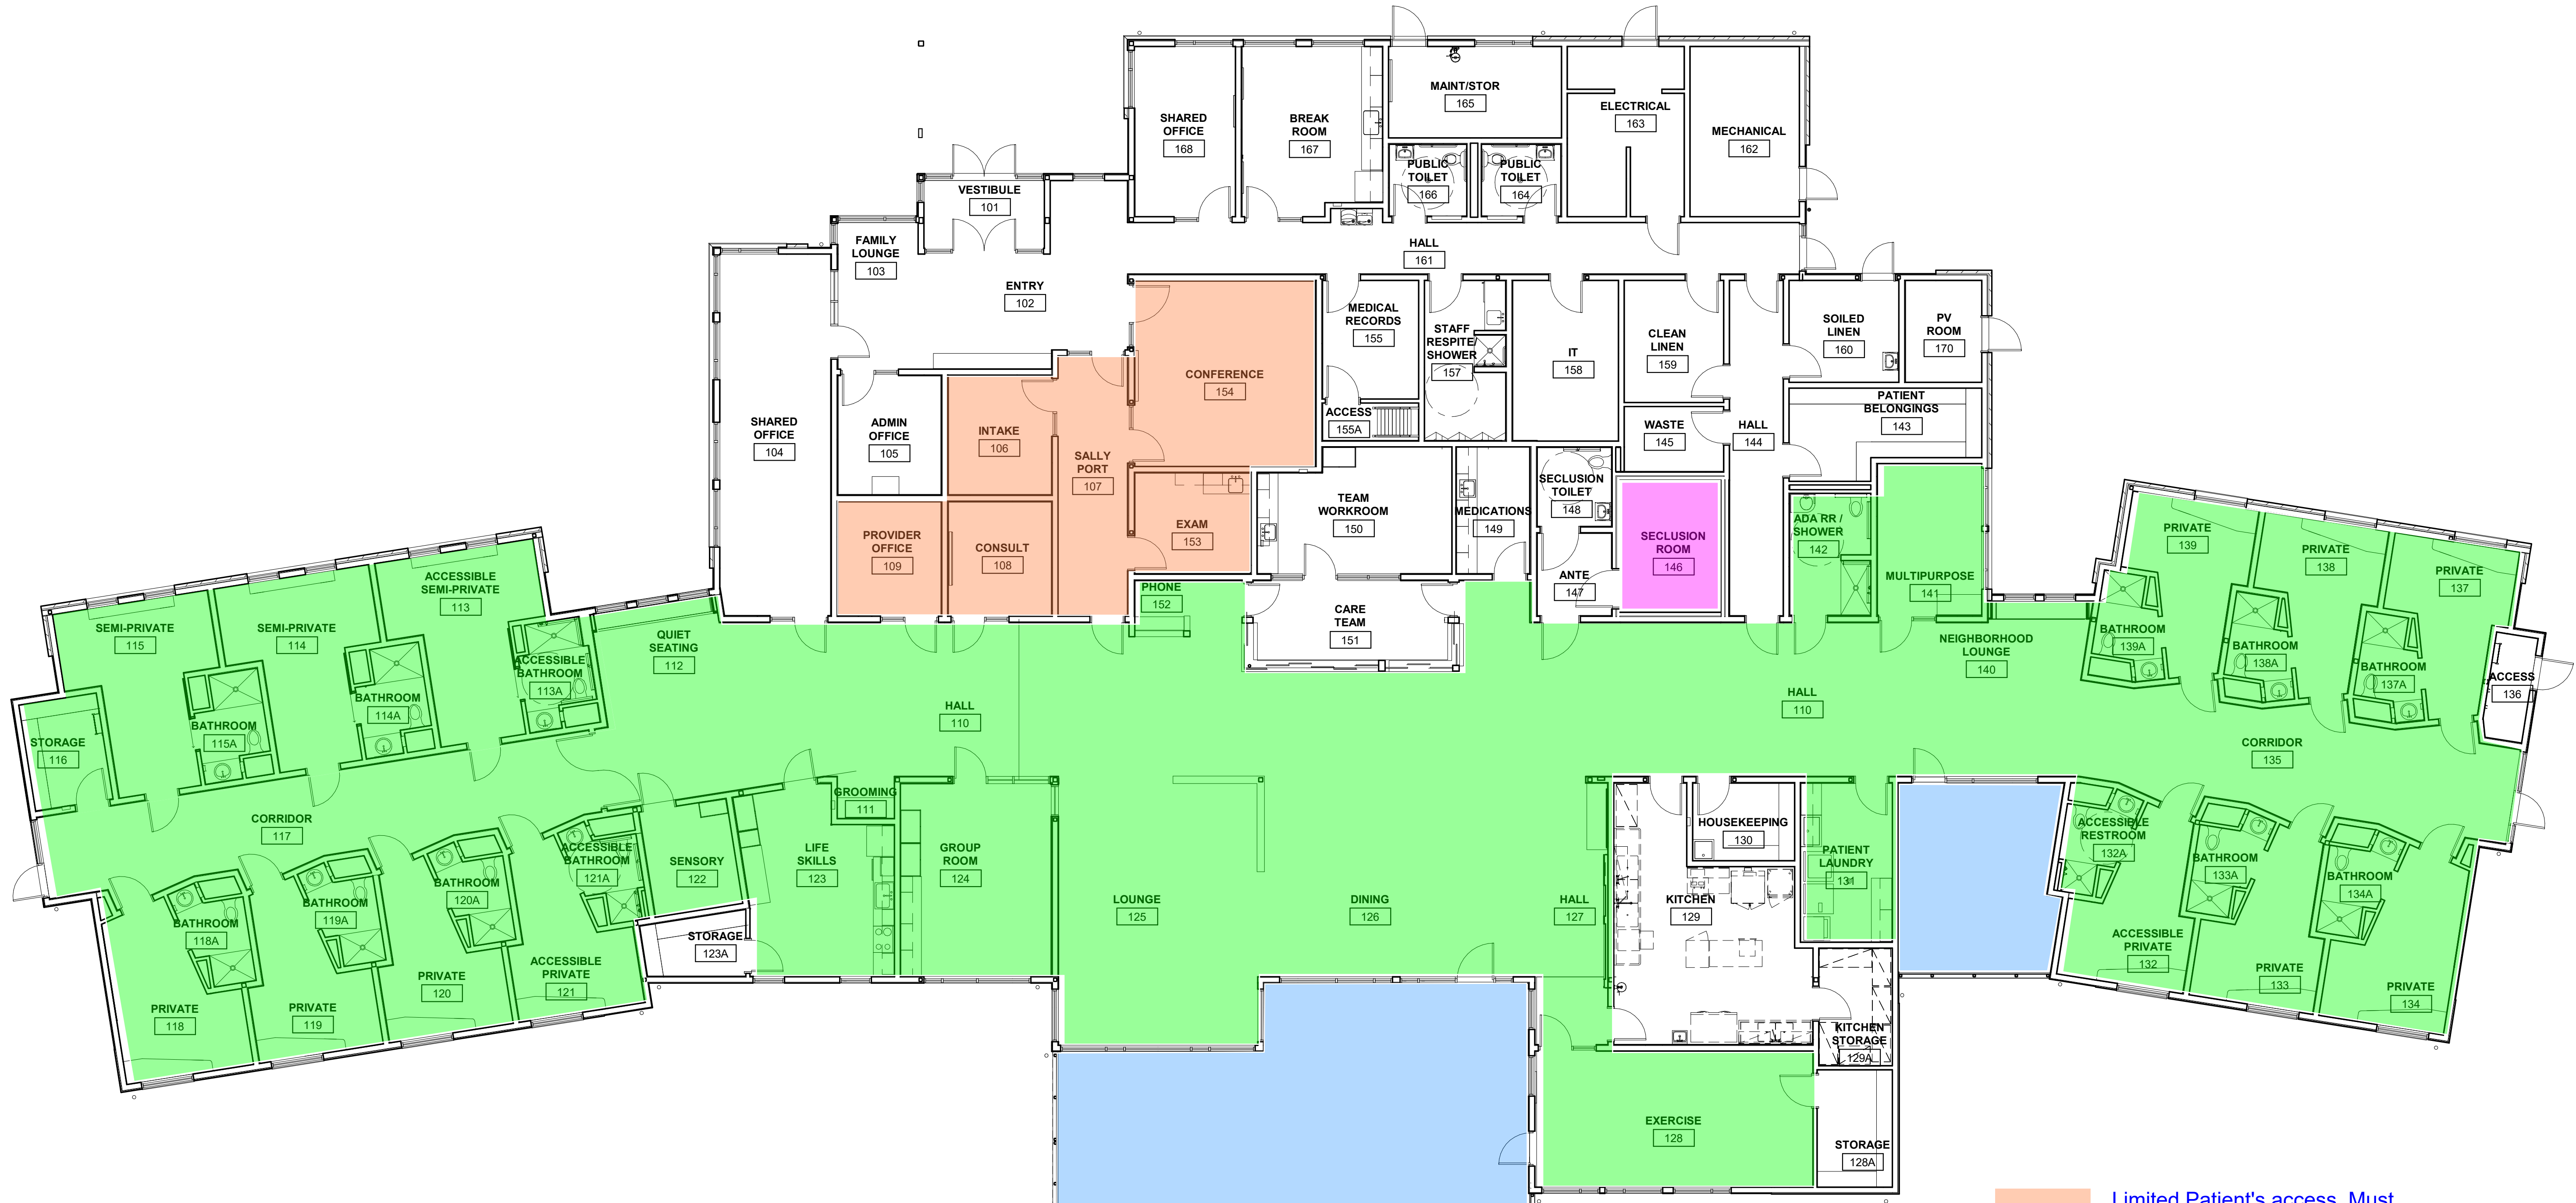 SHARED
OFFICE
168
BREAK
ROOM
167
MAINT/STOR
165
ELECTRICAL
163
MECHANICAL
162
PUBLIC
TOILET
166
PUBLIC
TOILET
164
VESTIBULE
101
FAMILY
LOUNGE
103
ENTRY
102
HALL
161
MEDICAL
RECORDS
155
ACCESS
155A
STAFF
RESPITE/
SHOWER
157
IT
158
CLEAN
LINEN
159
SOILED
LINEN
160
PV
ROOM
170
CONFERENCE
154
SHARED
OFFICE
104
ADMIN
OFFICE
105
INTAKE
106
SALLY
PORT
107
WASTE
145
HALL
144
PATIENT
BELONGINGS
143
PROVIDER
OFFICE
109
CONSULT
108
EXAM
153
TEAM
WORKROOM
150
MEDICATIONS
149
SECLUSION
TOILET
148
SECLUSION
ROOM
146
ANTE
147
ADA RR /
SHOWER
142
MULTIPURPOSE
141
PHONE
152
CARE
TEAM
151
PRIVATE
139
PRIVATE
138
PRIVATE
137
BATHROOM
139A
BATHROOM
138A
BATHROOM
137A
ACCESS
136
NEIGHBORHOOD
LOUNGE
140
ACCESSIBLE
SEMI-PRIVATE
113
SEMI-PRIVATE
115
SEMI-PRIVATE
114
QUIET
SEATING
112
ACCESSIBLE
BATHROOM
113A
BATHROOM
114A
BATHROOM
115A
STORAGE
116
HALL
110
HALL
110
CORRIDOR
135
CORRIDOR
117
GROOMING
111
LIFE
SKILLS
123
GROUP
ROOM
124
SENSORY
122
STORAGE
123A
ACCESSIBLE
BATHROOM
121A
BATHROOM
120A
BATHROOM
119A
BATHROOM
118A
PRIVATE
118
PRIVATE
119
PRIVATE
120
ACCESSIBLE
PRIVATE
121
LOUNGE
125
DINING
126
HALL
127
KITCHEN
129
HOUSEKEEPING
130
PATIENT
LAUNDRY
131
KITCHEN
STORAGE
129A
EXERCISE
128
STORAGE
128A
ACCESSIBLE
RESTROOM
132A
BATHROOM
133A
BATHROOM
134A
ACCESSIBLE
PRIVATE
132
PRIVATE
133
PRIVATE
134
Limited Patient's access. Must